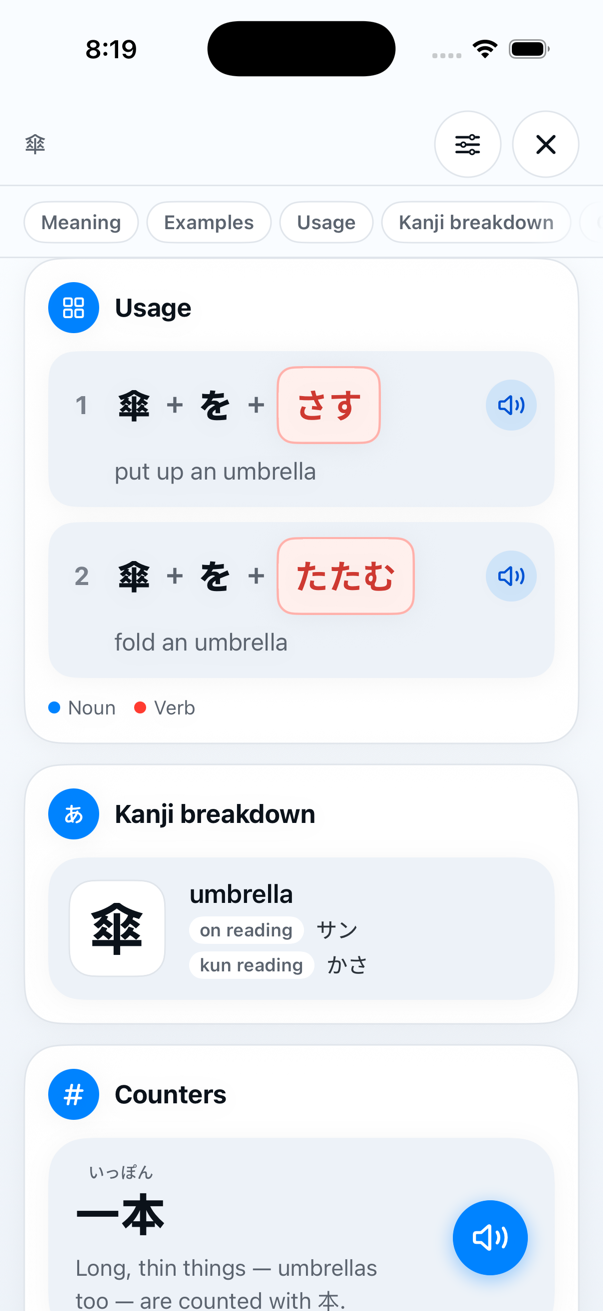 8:19
傘
Meaning Examples Usage Kanji breakdown
Usage
1 傘 + を + さす
put up an umbrella
2 傘 + を + たたむ
fold an umbrella
Noun Verb
あ Kanji breakdown
傘 umbrella
on reading サン
kun reading かさ
# Counters
いっぽん
一本
Long, thin things — umbrellas
too — are counted with 本.